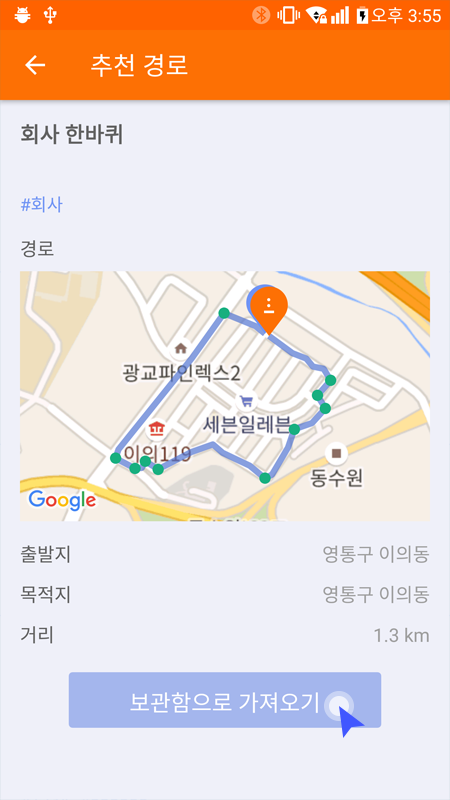 오후 3:55
추천 경로
회사 한바퀴
#회사
경로
광교파인렉스2
세븐일레븐
이의119
동수원
Google
출발지 영통구 이의동
목적지 영통구 이의동
거리 1.3 km
보관함으로 가져오기